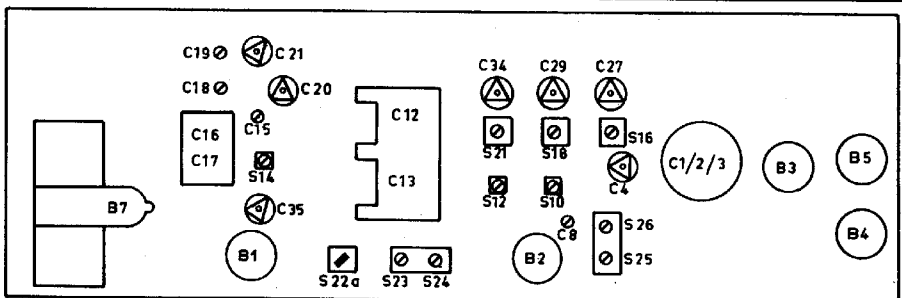 C19
C21
C34
C29
C27
C18
C20
C12
C15
C16
C17
S21
S18
S16
S14
C13
C1/2/3
B3
B5
S12
S10
C4
B7
C35
C8
S26
B4
B1
B2
S25
S22a
S23
S24